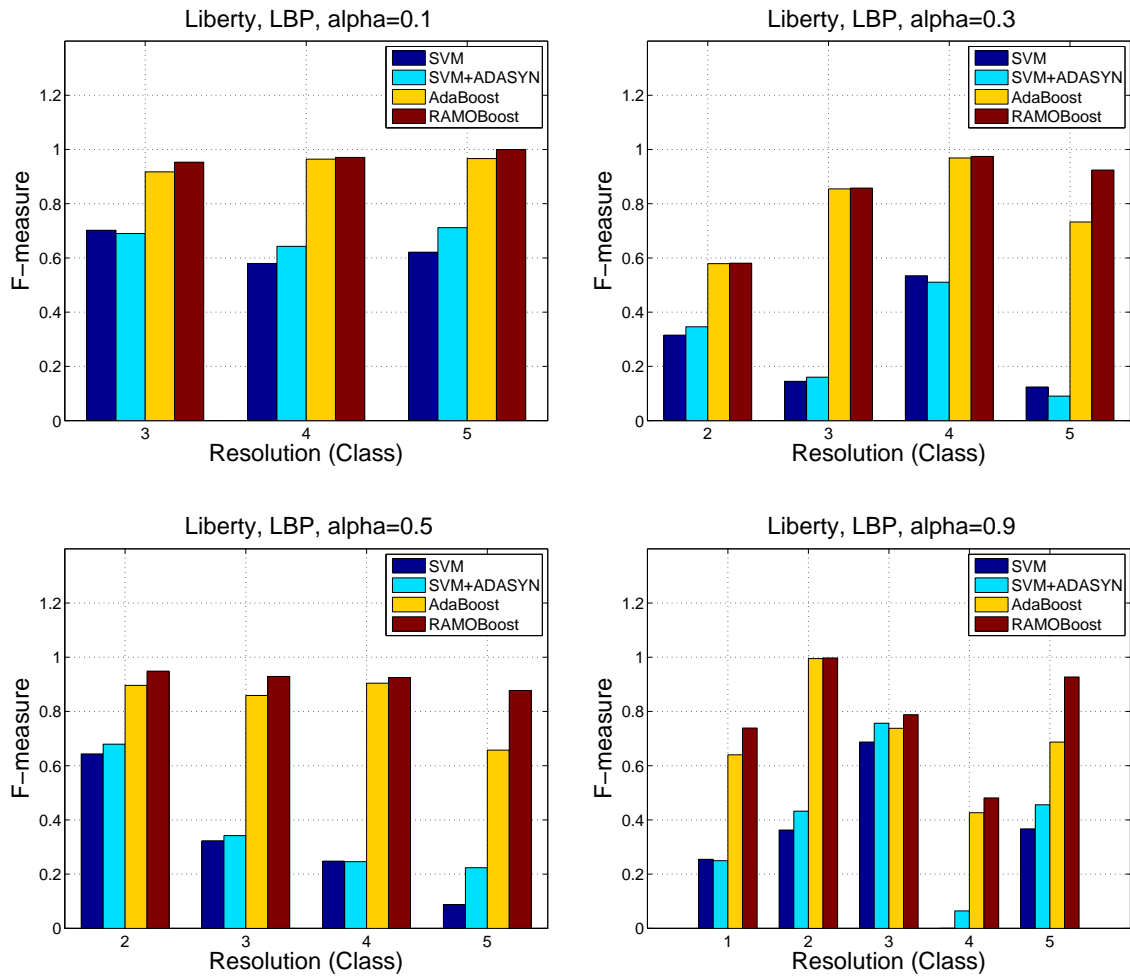 Liberty, LBP, alpha=0.1
SVM
SVM+ADASYN
AdaBoost
RAMOBoost
1.2
1
0.8
0.6
0.4
0.2
0
F-measure
3 4 5
Resolution (Class)
Liberty, LBP, alpha=0.3
SVM
SVM+ADASYN
AdaBoost
RAMOBoost
1.2
1
0.8
0.6
0.4
0.2
0
F-measure
2 3 4 5
Resolution (Class)
Liberty, LBP, alpha=0.5
SVM
SVM+ADASYN
AdaBoost
RAMOBoost
1.2
1
0.8
0.6
0.4
0.2
0
F-measure
2 3 4 5
Resolution (Class)
Liberty, LBP, alpha=0.9
SVM
SVM+ADASYN
AdaBoost
RAMOBoost
1.2
1
0.8
0.6
0.4
0.2
0
F-measure
1 2 3 4 5
Resolution (Class)